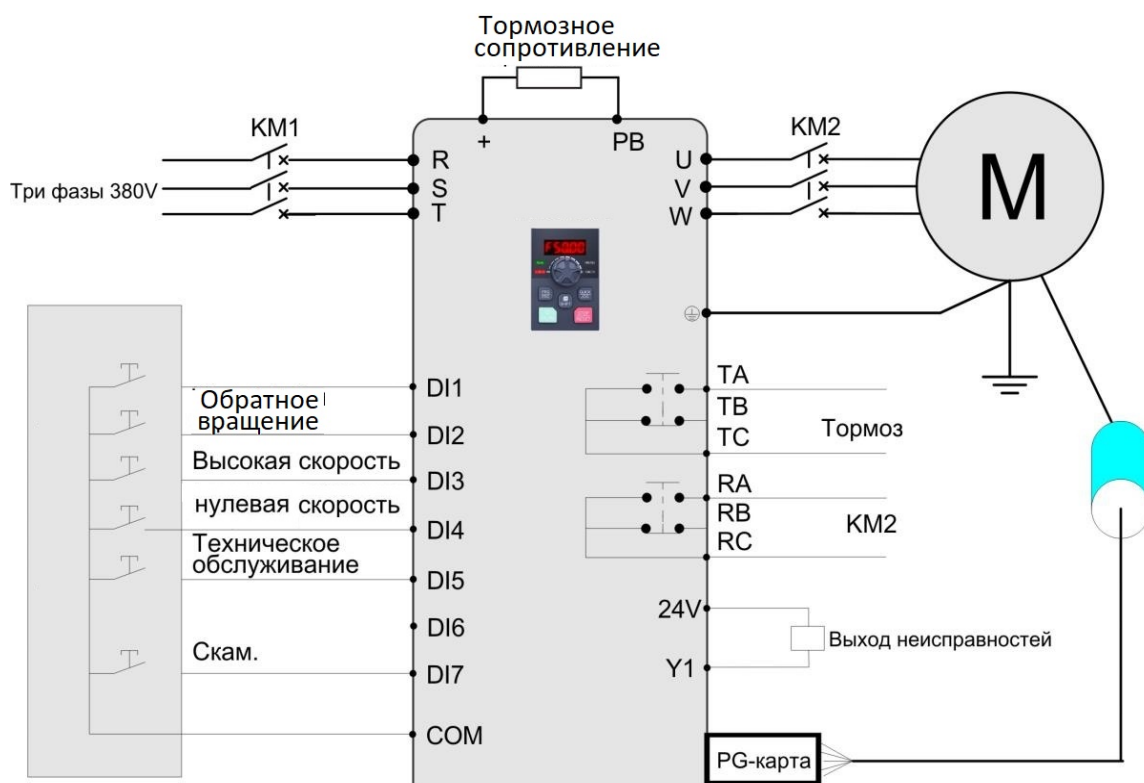 Тормозное
сопротивление
KM1
+
PB
KM2
R
U
M
Три фазы 380V
S
V
T
W
F50.00
DI1
TA
Обратное
вращение
TB
DI2
TC
Тормоз
Высокая скорость
DI3
RA
нулевая скорость
DI4
RB
KM2
Техническое
обслуживание
RC
DI5
24V
DI6
Выход неисправностей
Скам.
DI7
Y1
COM
PG-карта